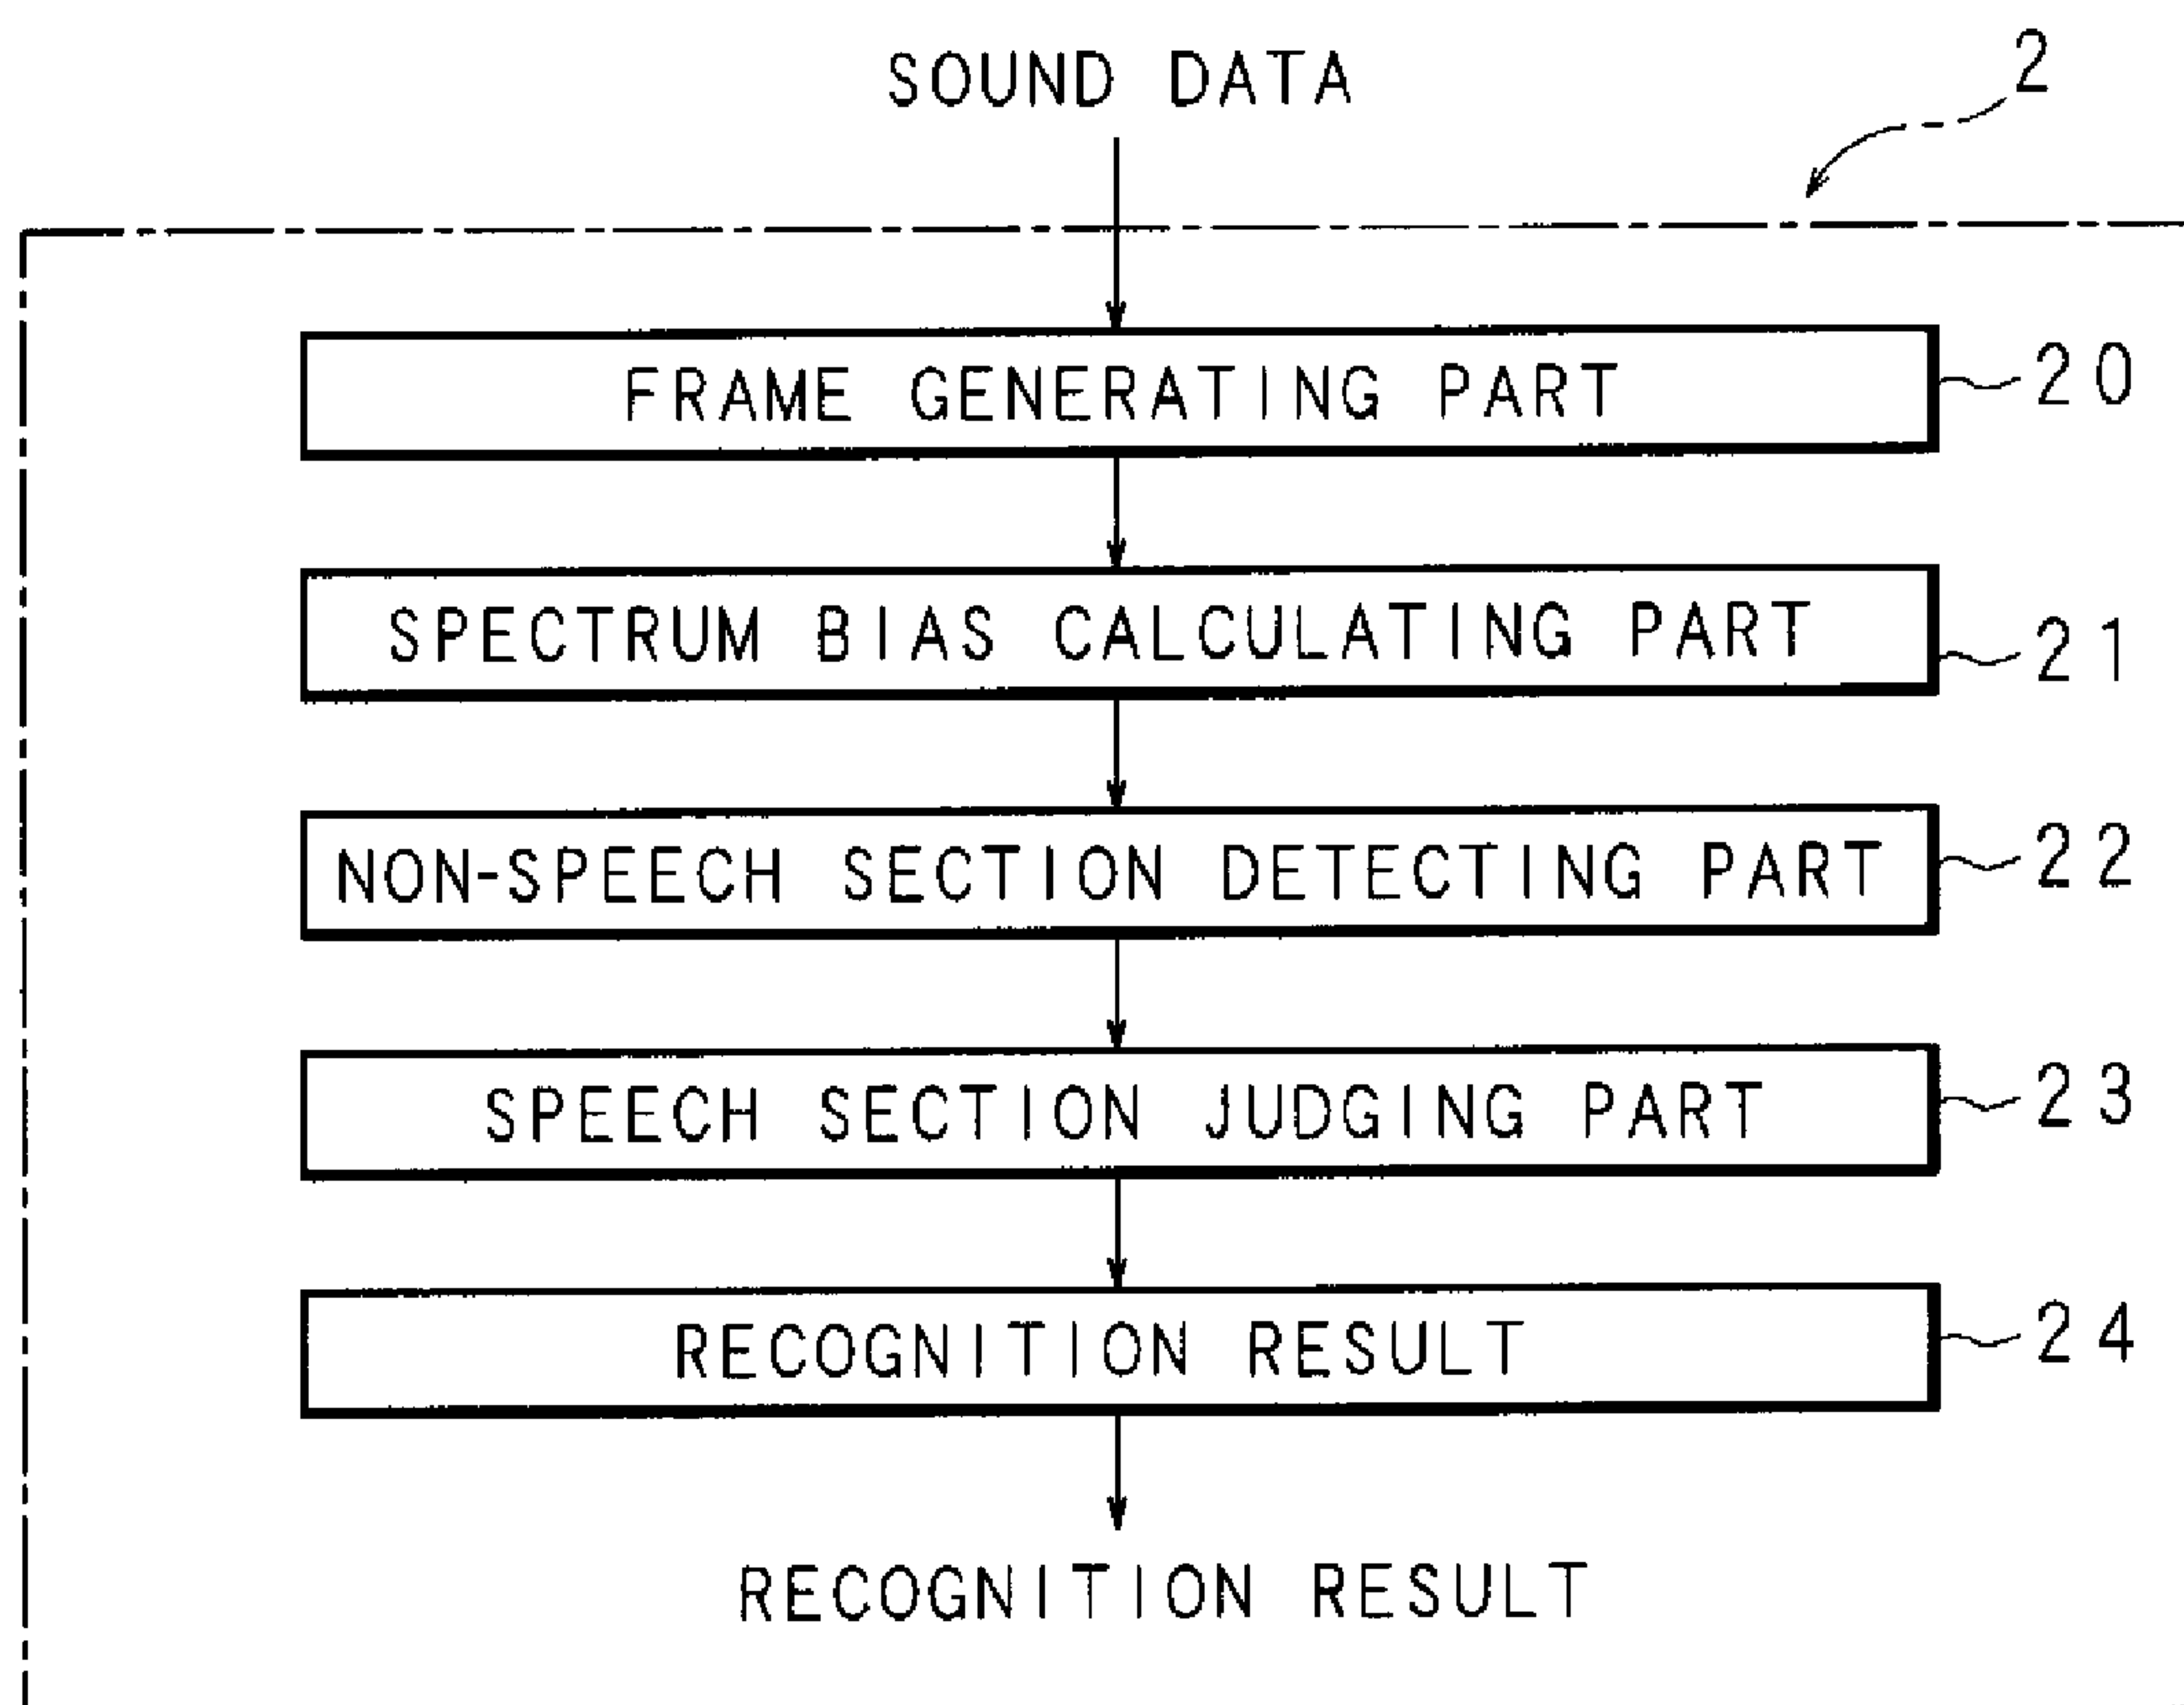 SOUND DATA
2
FRAME GENERATING PART
20
SPECTRUM BIAS CALCULATING PART
21
NON-SPEECH SECTION DETECTING PART
22
SPEECH SECTION JUDGING PART
23
RECOGNITION RESULT
24
RECOGNITION RESULT